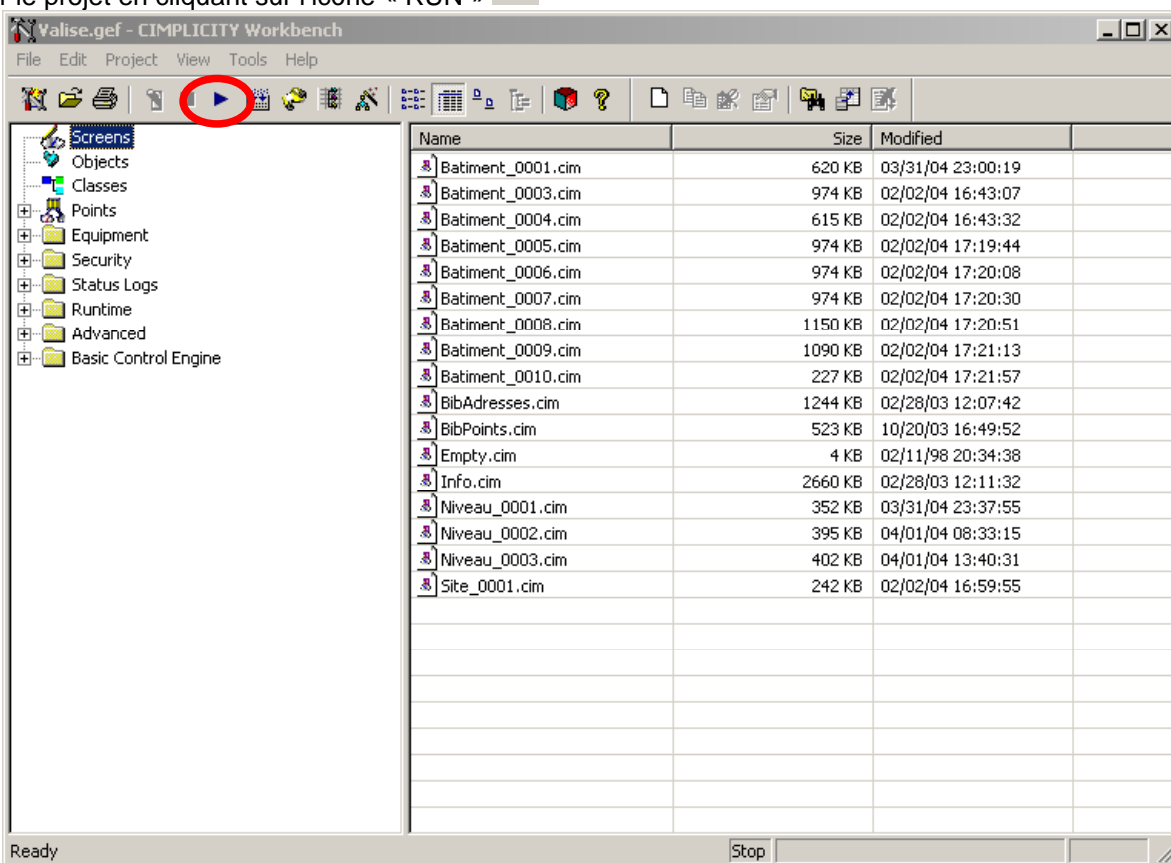 le projet en cliquant sur l'icône « RUN »
Valise.gef - CIMPLICITY Workbench
File Edit Project View Tools Help
Screens
Objects
Classes
Points
Equipment
Security
Status Logs
Runtime
Advanced
Basic Control Engine
Name Size Modified
Batiment_0001.cim 620 KB 03/31/04 23:00:19
Batiment_0003.cim 974 KB 02/02/04 16:43:07
Batiment_0004.cim 615 KB 02/02/04 16:43:32
Batiment_0005.cim 974 KB 02/02/04 17:19:44
Batiment_0006.cim 974 KB 02/02/04 17:20:08
Batiment_0007.cim 974 KB 02/02/04 17:20:30
Batiment_0008.cim 1150 KB 02/02/04 17:20:51
Batiment_0009.cim 1090 KB 02/02/04 17:21:13
Batiment_0010.cim 227 KB 02/02/04 17:21:57
BibAdresses.cim 1244 KB 02/28/03 12:07:42
BibPoints.cim 523 KB 10/20/03 16:49:52
Empty.cim 4 KB 02/11/98 20:34:38
Info.cim 2660 KB 02/28/03 12:11:32
Niveau_0001.cim 352 KB 03/31/04 23:37:55
Niveau_0002.cim 395 KB 04/01/04 08:33:15
Niveau_0003.cim 402 KB 04/01/04 13:40:31
Site_0001.cim 242 KB 02/02/04 16:59:55
Ready Stop